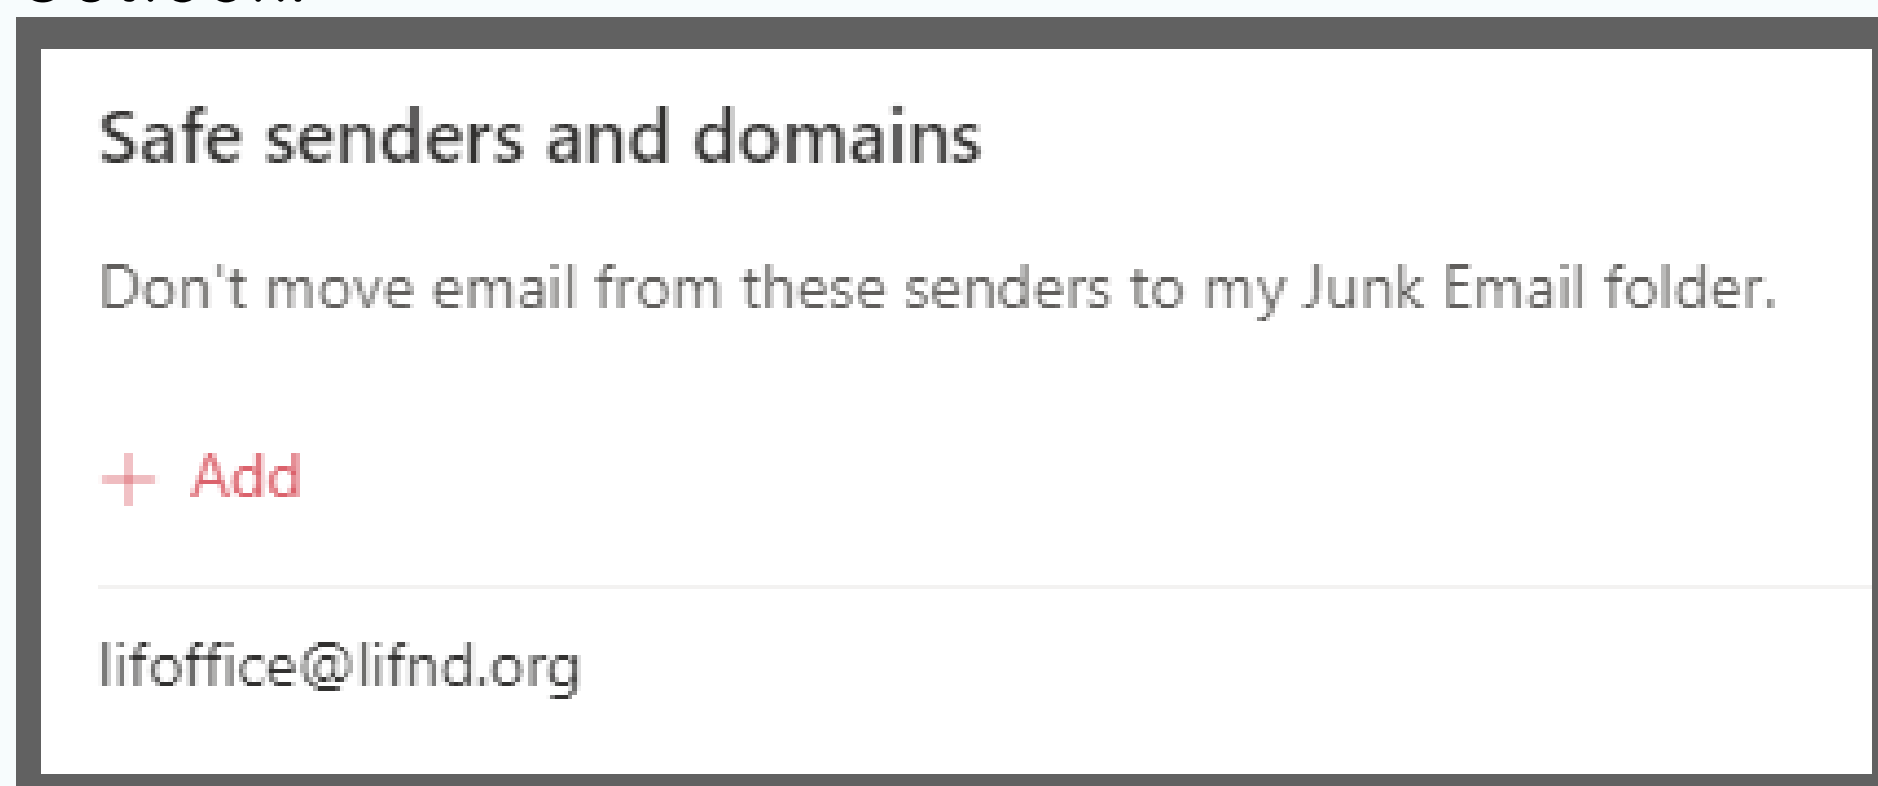 Safe senders and domains
Don't move email from these senders to my Junk Email folder.
+ Add
lifoffice@lifnd.org